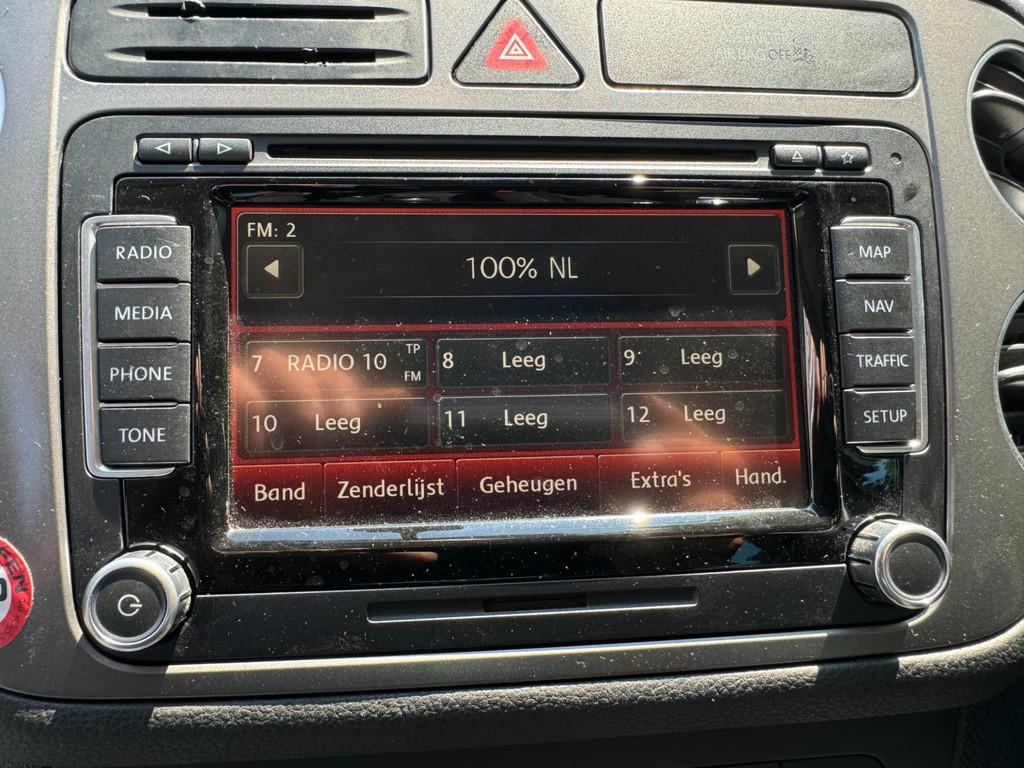 OFF
RADIO
MEDIA
PHONE
TONE
FM: 2
100% NL
7 RADIO 10 TP FM
8 Leeg
9 Leeg
10 Leeg
11 Leeg
12 Leeg
Band Zenderlijst Geheugen Extra's Hand.
MAP
NAV
TRAFFIC
SETUP